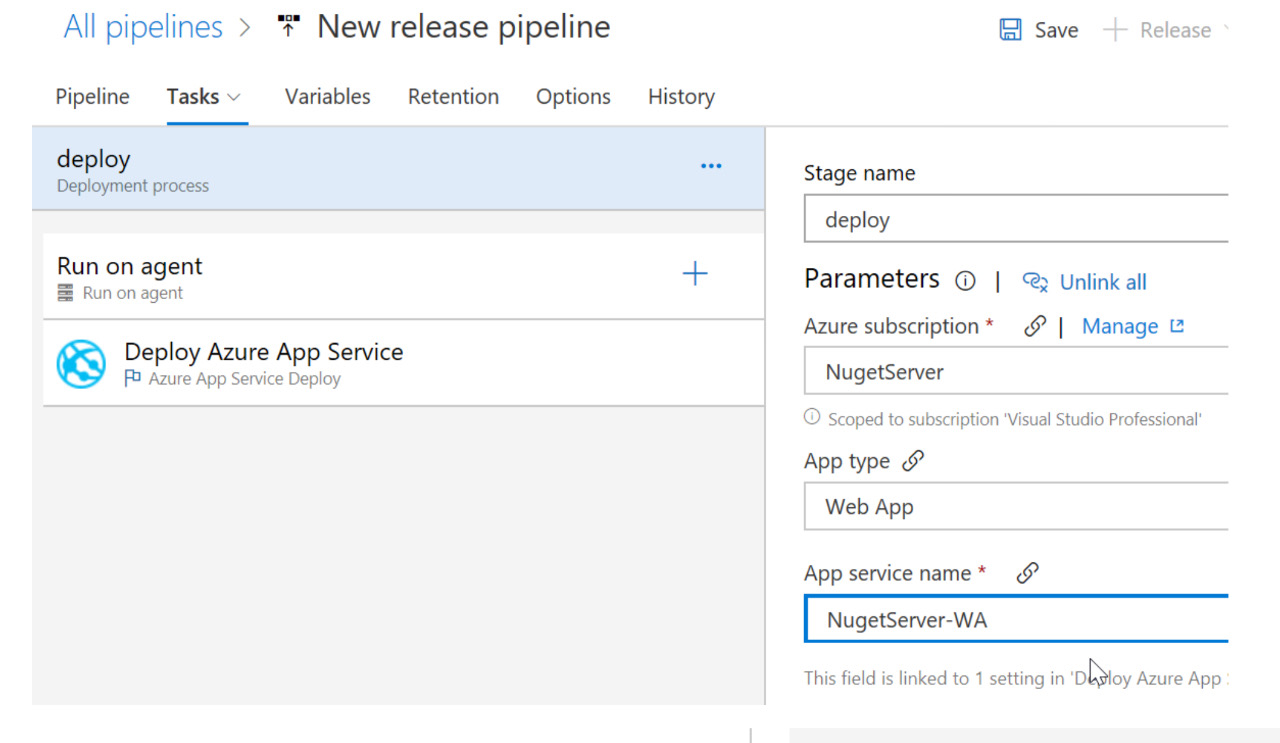 All pipelines > New release pipeline
Save + Release
Pipeline Tasks Variables Retention Options History
deploy
Deployment process
Run on agent
Run on agent
Deploy Azure App Service
Azure App Service Deploy
Stage name
deploy
Parameters | Unlink all
Azure subscription * | Manage
NugetServer
Scoped to subscription 'Visual Studio Professional'
App type
Web App
App service name *
NugetServer-WA
This field is linked to 1 setting in 'Deploy Azure App